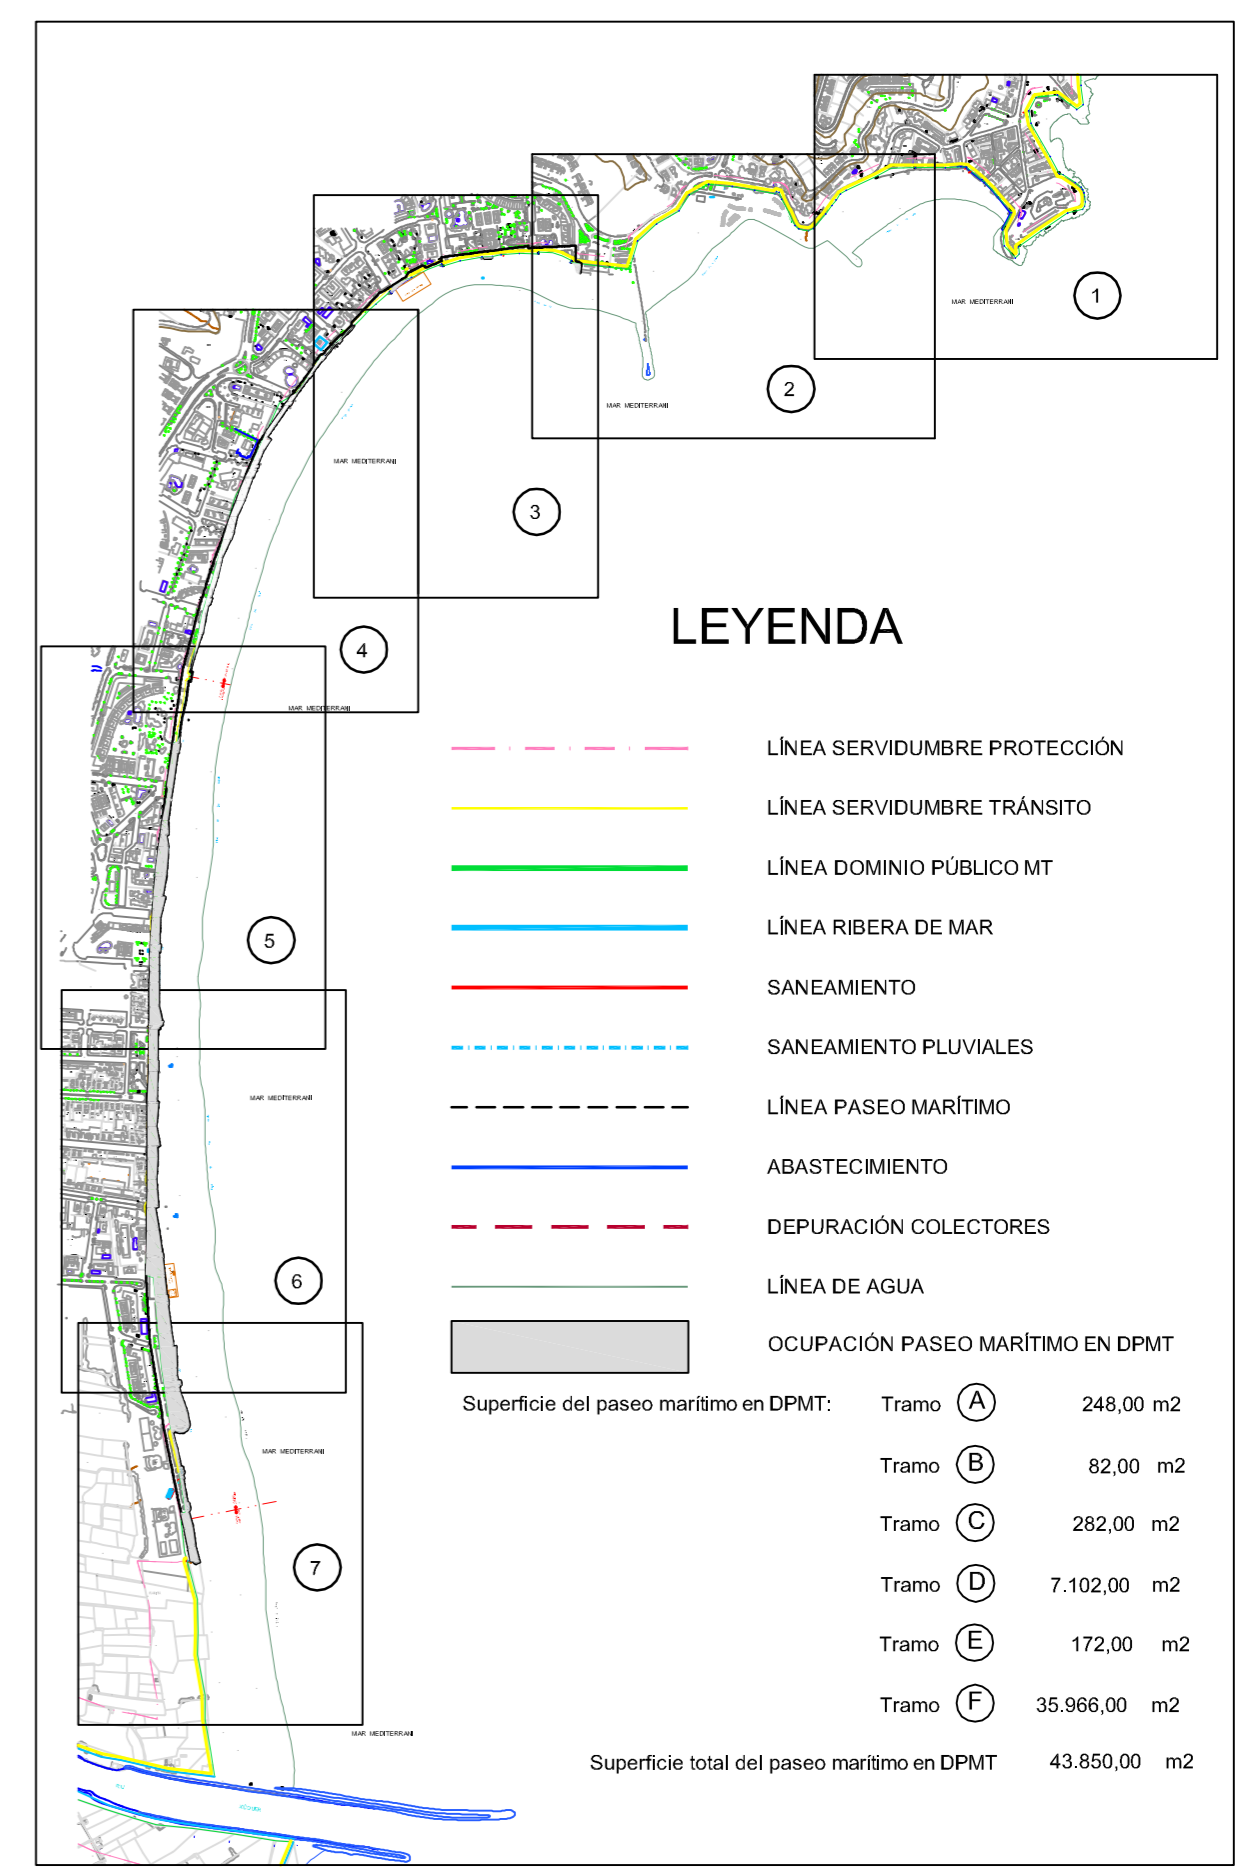 1
MAR MEDITERRANI
2
MAR MEDITERRANI
MAR MEDITERRANI
3
LEYENDA
4
MAR MEDITERRANI
LÍNEA SERVIDUMBRE PROTECCIÓN
LÍNEA SERVIDUMBRE TRÁNSITO
LÍNEA DOMINIO PÚBLICO MT
LÍNEA RIBERA DE MAR
5
SANEAMIENTO
SANEAMIENTO PLUVIALES
MAR MEDITERRANI
LÍNEA PASEO MARÍTIMO
ABASTECIMIENTO
DEPURACIÓN COLECTORES
6
LÍNEA DE AGUA
OCUPACIÓN PASEO MARÍTIMO EN DPMT
Superficie del paseo marítimo en DPMT: Tramo A 248,00 m2
MAR MEDITERRANI
Tramo B 82,00 m2
Tramo C 282,00 m2
7
Tramo D 7.102,00 m2
Tramo E 172,00 m2
Tramo F 35.966,00 m2
MAR MEDITERRANI
Superficie total del paseo marítimo en DPMT 43.850,00 m2